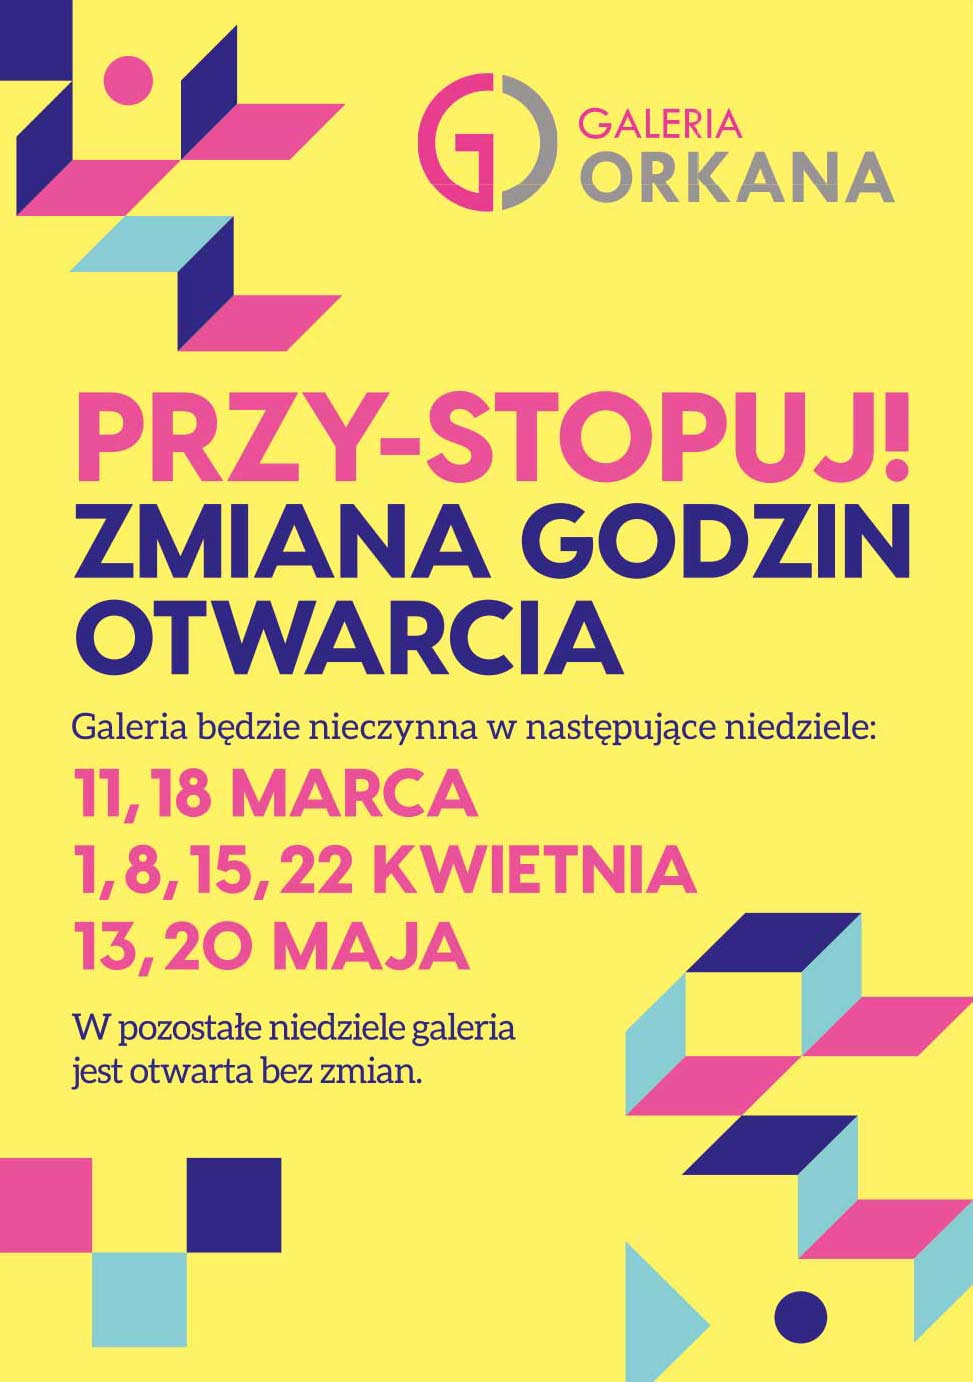 GALERIA
ORKANA
PRZY-STOPUJ!
ZMIANA GODZIN
OTWARCIA
Galeria będzie nieczynna w następujące niedziele:
11, 18 MARCA
1, 8, 15, 22 KWIETNIA
13, 20 MAJA
W pozostałe niedziele galeria
jest otwarta bez zmian.